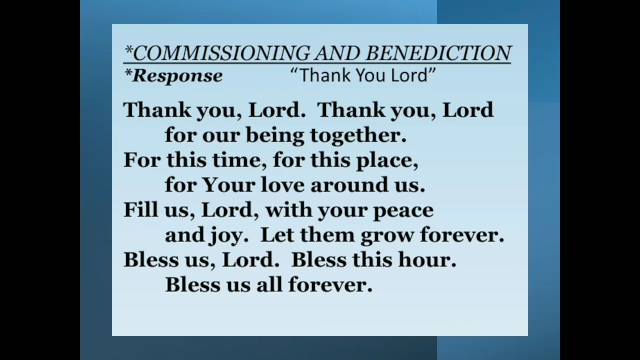 *COMMISSIONING AND BENEDICTION
*Response “Thank You Lord”
Thank you, Lord. Thank you, Lord
for our being together.
For this time, for this place,
for Your love around us.
Fill us, Lord, with your peace
and joy. Let them grow forever.
Bless us, Lord. Bless this hour.
Bless us all forever.